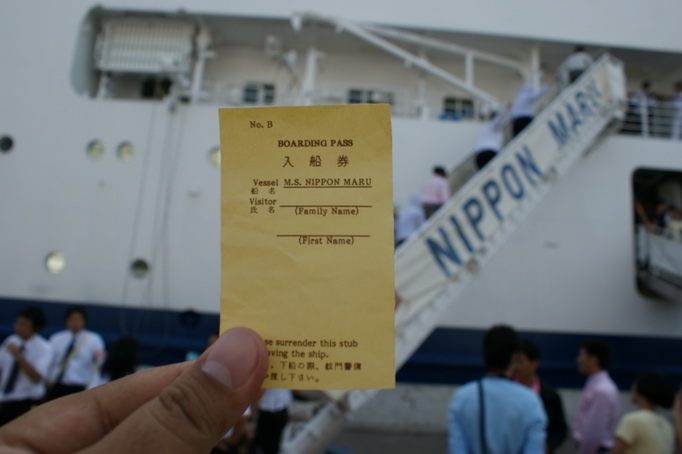 No. B
BOARDING PASS
入 船 券
Vessel M.S. NIPPON MARU
船 名
Visitor
氏 名
(Family Name)
(First Name)
se surrender this stub
ving the ship.
下船の際、舷門警備
渡し下さい。
NIPPON MARU